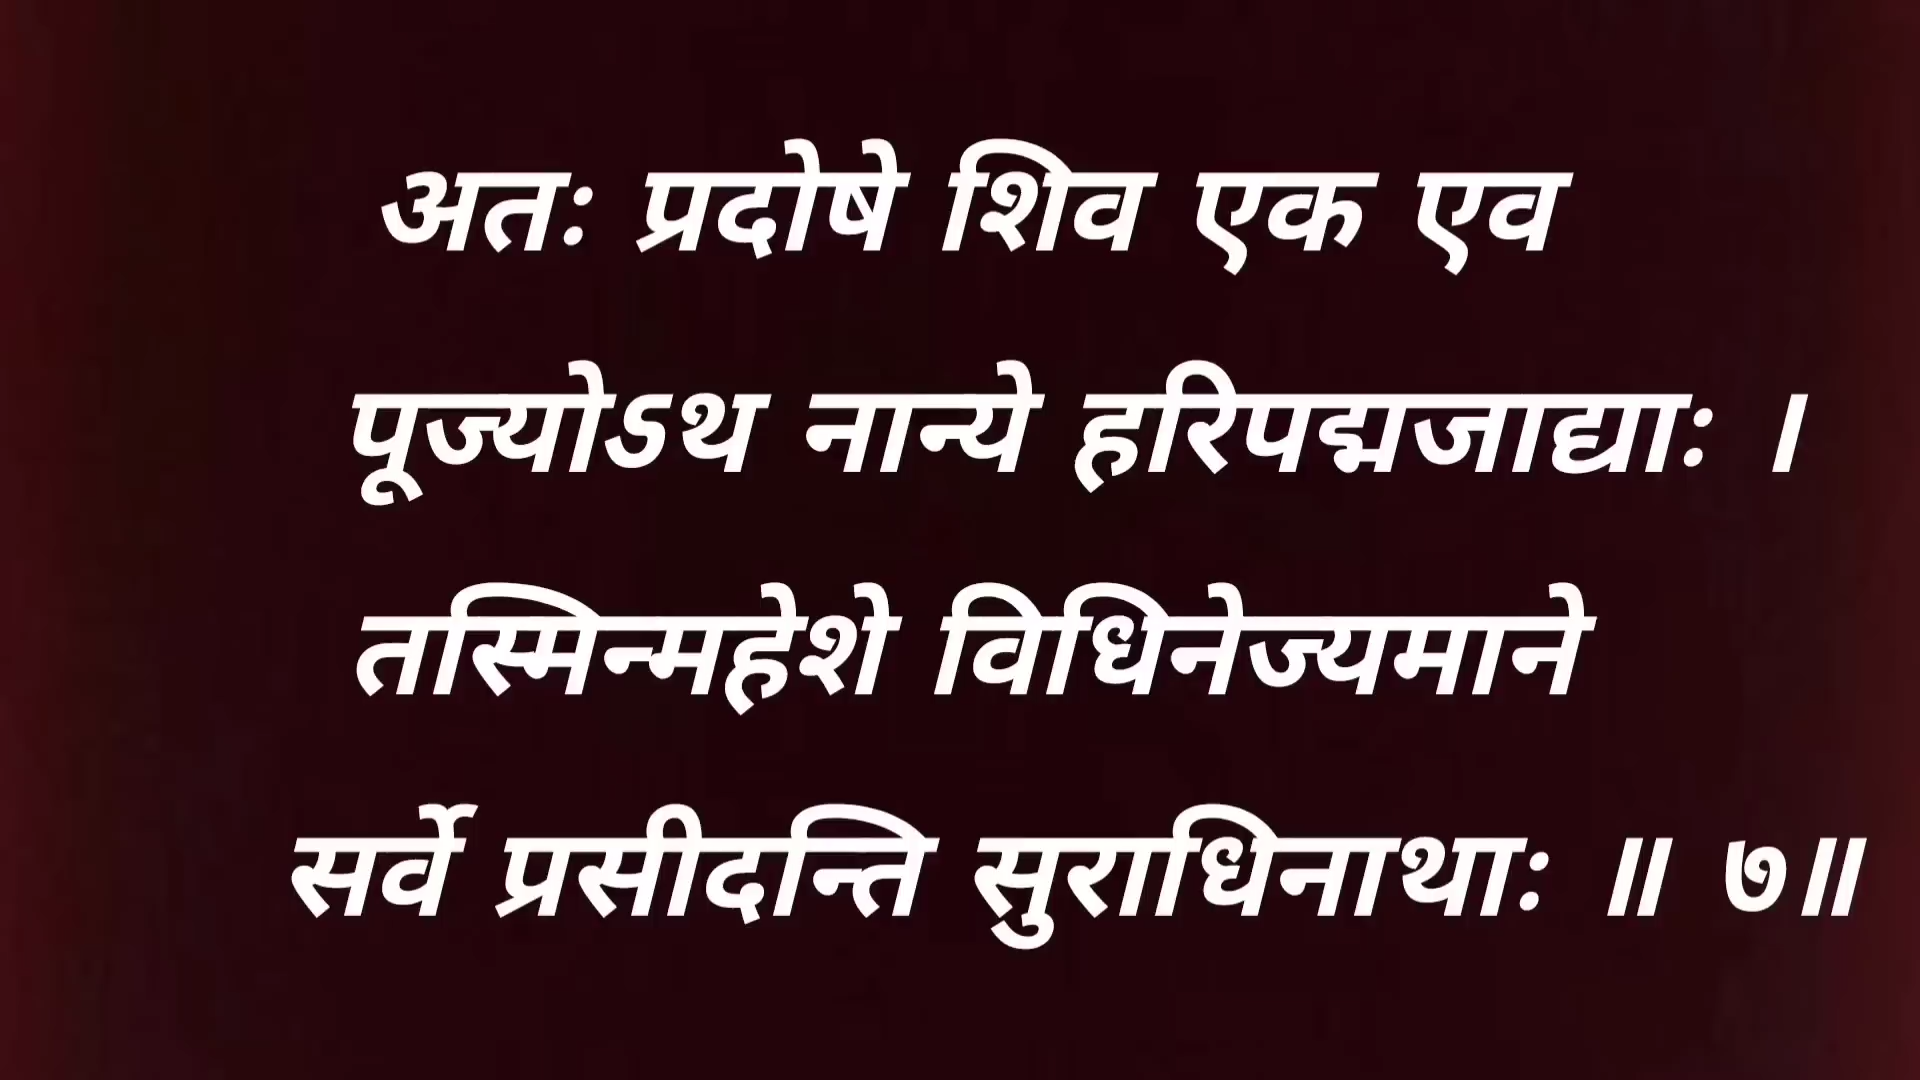 अतः प्रदोषे शिव एक एव
पूज्योऽथ नान्ये हरिपद्मजाद्याः ।
तस्मिन्महेशे विधिनेज्यमाने
सर्वे प्रसीदन्ति सुराधिनाथाः ॥ ७॥